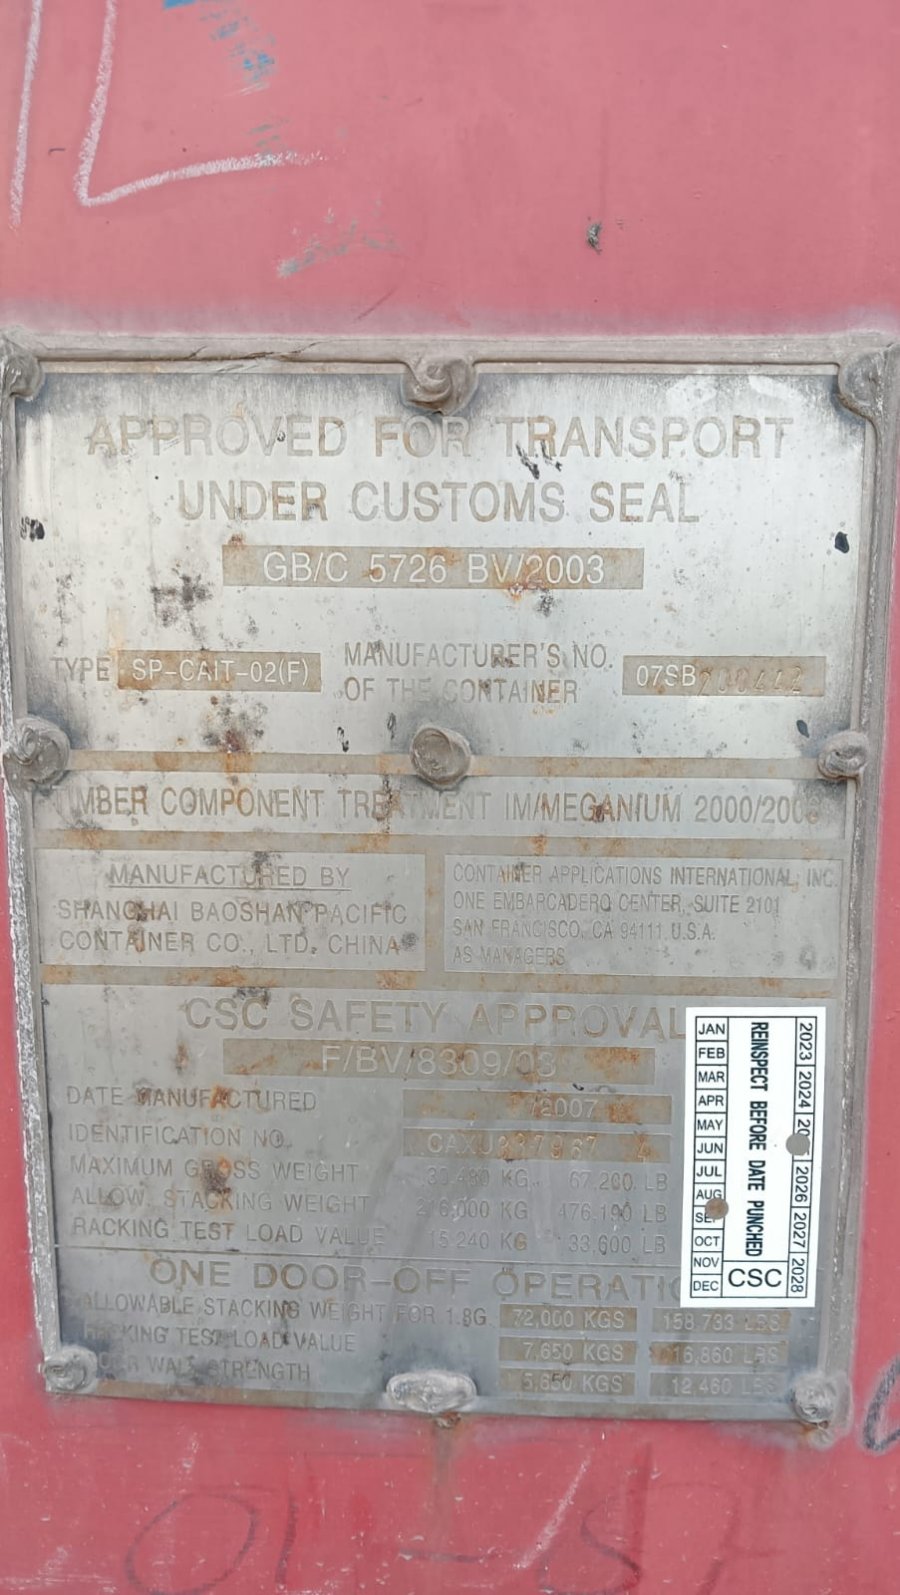 APPROVED FOR TRANSPORT
UNDER CUSTOMS SEAL
GB/C 5726 BV/2003
TYPE SP-CAIT-02(F) MANUFACTURER'S NO.
OF THE CONTAINER 07SB200442
TIMBER COMPONENT TREATMENT IM/MEGANIUM 2000/2006
MANUFACTURED BY
SHANGHAI BAOSHAN PACIFIC
CONTAINER CO., LTD. CHINA
CONTAINER APPLICATIONS INTERNATIONAL, INC.
ONE EMBARCADERO CENTER, SUITE 2101
SAN FRANCISCO, CA 94111 U.S.A.
AS MANAGERS
CSC SAFETY APPROVAL
F/BV/8309/03
DATE MANUFACTURED /2007
IDENTIFICATION NO.
MAXIMUM GROSS WEIGHT 30,480 KG. 67,200 LB
ALLOW. STACKING WEIGHT 216,000 KG 476,190 LB
RACKING TEST LOAD VALUE 15,240 KG 33,600 LB
ONE DOOR-OFF OPERATIO
ALLOWABLE STACKING WEIGHT FOR 1.8G 72,000 KGS 158,733 LBS
RACKING TEST LOAD VALUE 7,650 KGS 16,860 LBS
WALL STRENGTH 5,650 KGS 12,460 LBS
JAN
FEB
MAR
APR
MAY
JUN
JUL
AUG
SEP
OCT
NOV
DEC
REINSPECT BEFORE DATE PUNCHED
CSC
2023 2024 20 2026 2027 2028